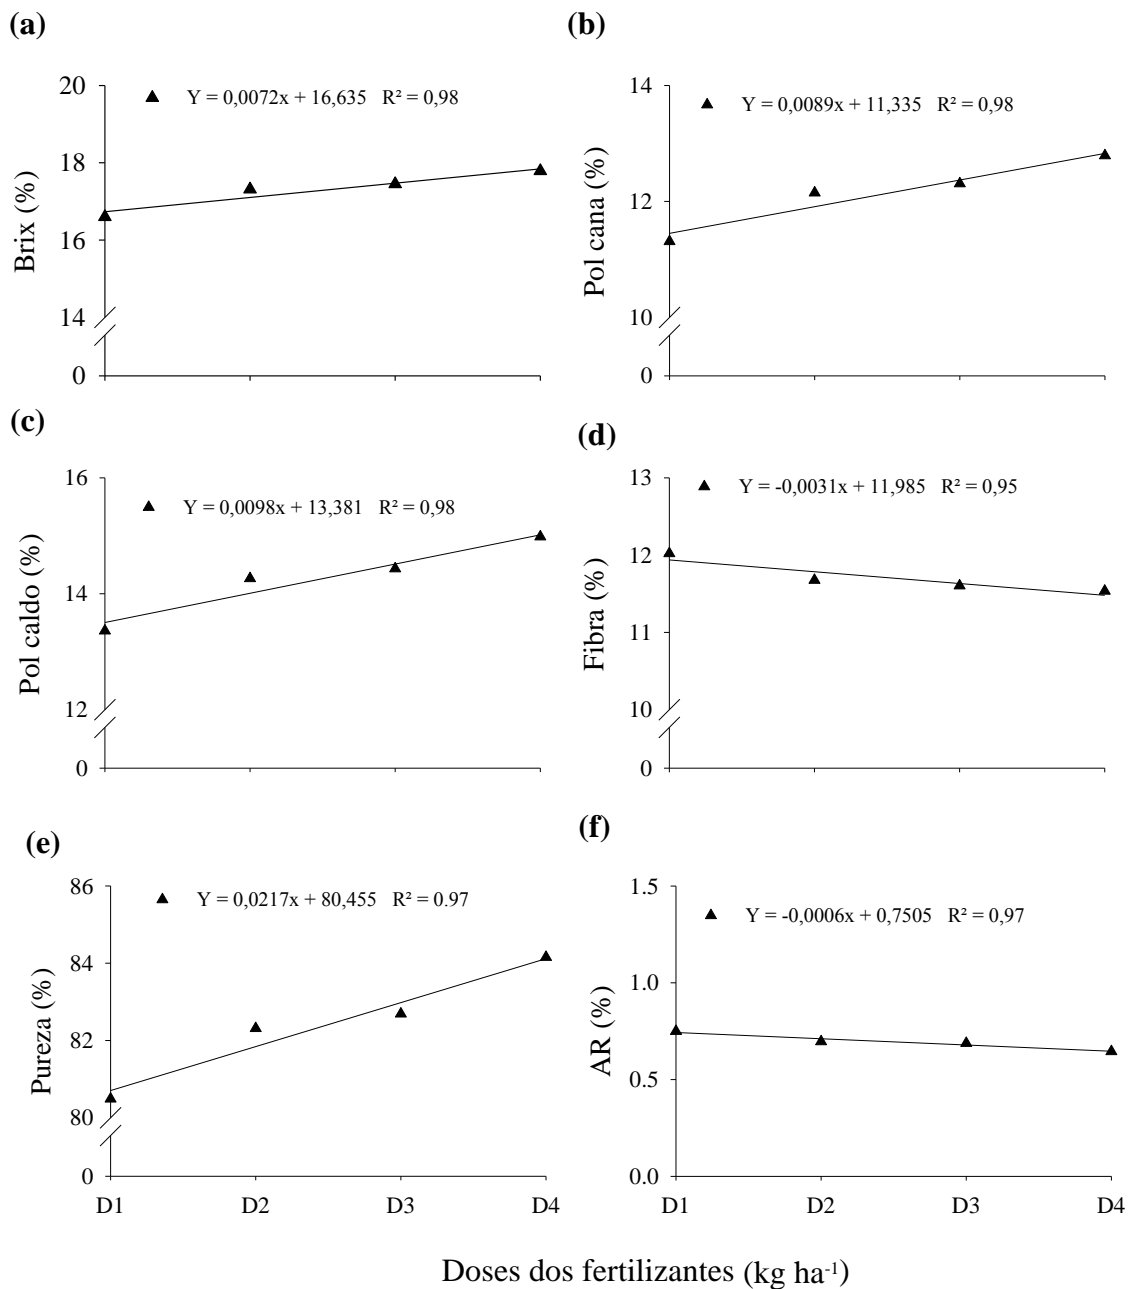 (a)
Y = 0,0072x + 16,635 R² = 0,98
20
18
16
14
0
Brix (%)
(b)
Y = 0,0089x + 11,335 R² = 0,98
14
12
10
0
Pol cana (%)
(c)
Y = 0,0098x + 13,381 R² = 0,98
16
14
12
0
Pol caldo (%)
(d)
Y = -0,0031x + 11,985 R² = 0,95
13
12
11
10
0
Fibra (%)
(e)
Y = 0,0217x + 80,455 R² = 0.97
86
84
82
80
0
Pureza (%)
D1 D2 D3 D4
(f)
Y = -0,0006x + 0,7505 R² = 0,97
1.5
1.0
0.5
0.0
AR (%)
D1 D2 D3 D4
Doses dos fertilizantes (kg ha⁻¹)